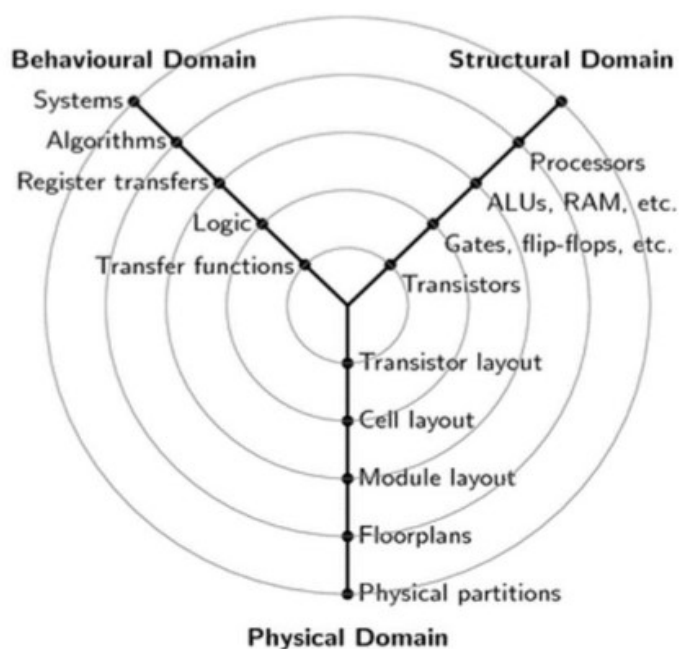 Behavioural Domain
Structural Domain
Systems
Algorithms
Register transfers
Logic
Transfer functions
Processors
ALUs, RAM, etc.
Gates, flip-flops, etc.
Transistors
Transistor layout
Cell layout
Module layout
Floorplans
Physical partitions
Physical Domain